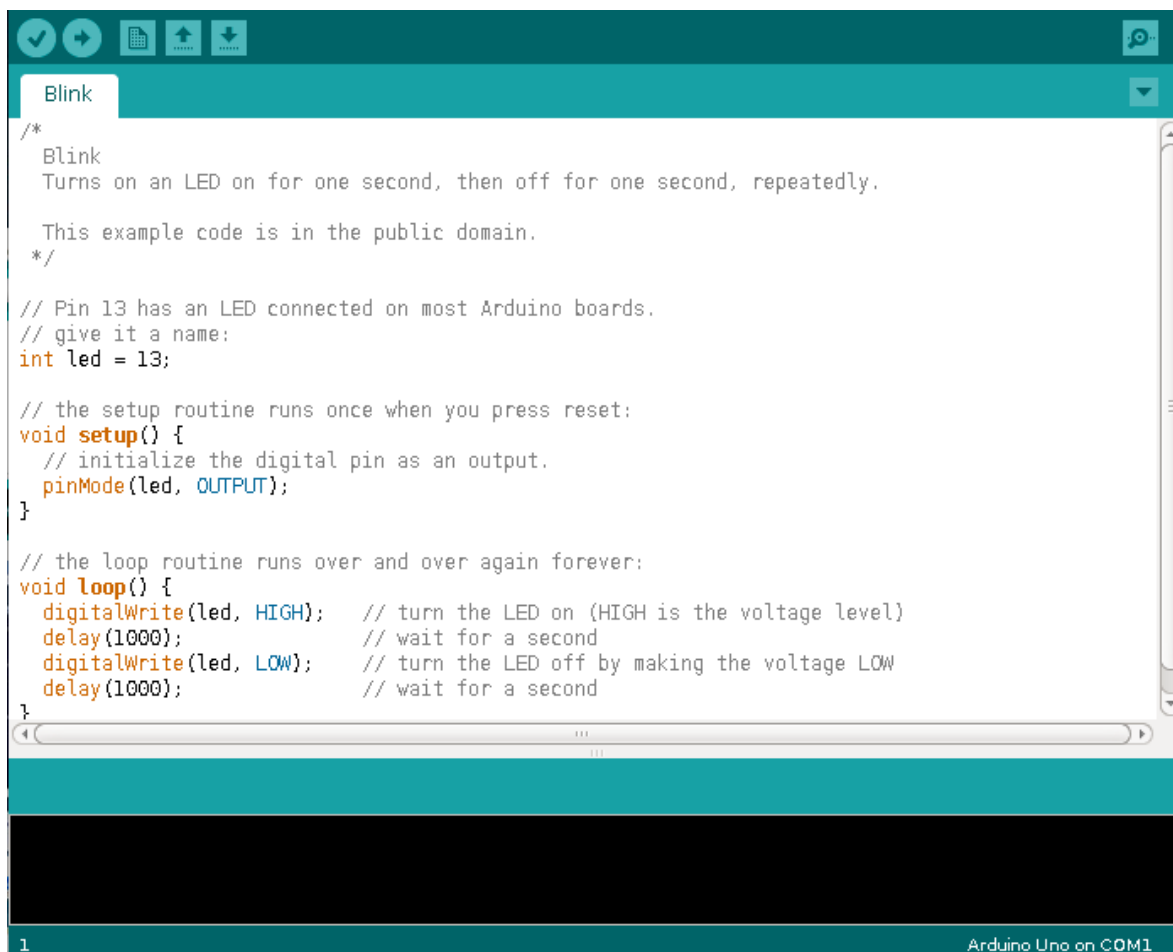 Blink
/*
Blink
Turns on an LED on for one second, then off for one second, repeatedly.
This example code is in the public domain.
*/
// Pin 13 has an LED connected on most Arduino boards.
// give it a name:
int led = 13;
// the setup routine runs once when you press reset:
void setup() {
// initialize the digital pin as an output.
pinMode(led, OUTPUT);
}
// the loop routine runs over and over again forever:
void loop() {
digitalWrite(led, HIGH);   // turn the LED on (HIGH is the voltage level)
delay(1000);               // wait for a second
digitalWrite(led, LOW);    // turn the LED off by making the voltage LOW
delay(1000);               // wait for a second
}
1 Arduino Uno on COM1